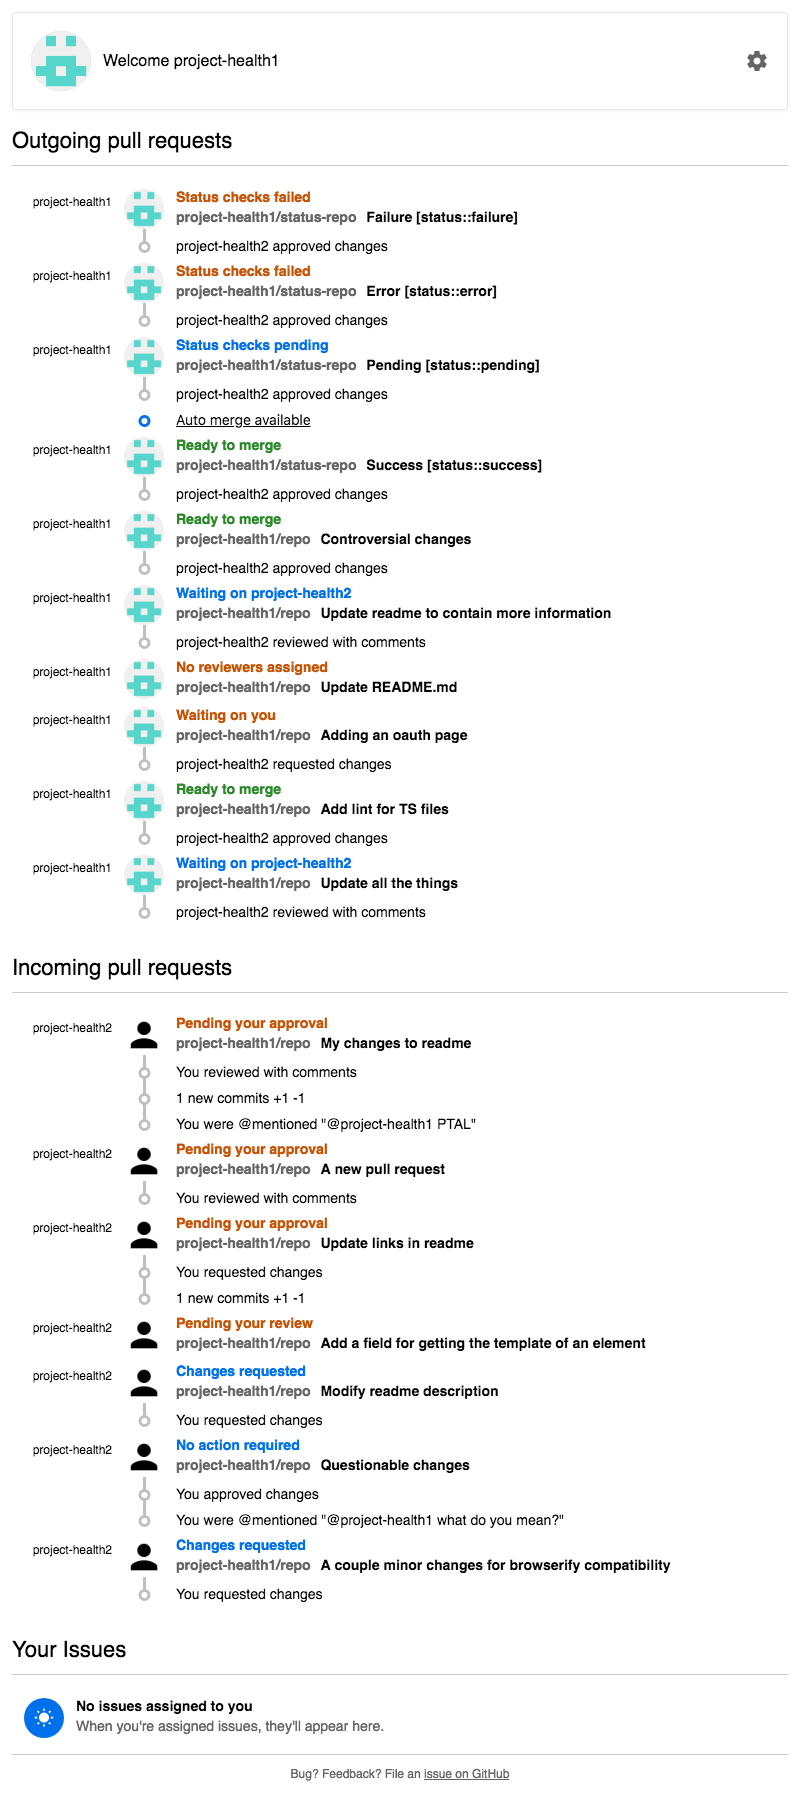 Welcome project-health1
Outgoing pull requests
project-health1
Status checks failed
project-health1/status-repo Failure [status::failure]
project-health2 approved changes
project-health1
Status checks failed
project-health1/status-repo Error [status::error]
project-health2 approved changes
project-health1
Status checks pending
project-health1/status-repo Pending [status::pending]
project-health2 approved changes
Auto merge available
project-health1
Ready to merge
project-health1/status-repo Success [status::success]
project-health2 approved changes
project-health1
Ready to merge
project-health1/repo Controversial changes
project-health2 approved changes
project-health1
Waiting on project-health2
project-health1/repo Update readme to contain more information
project-health2 reviewed with comments
project-health1
No reviewers assigned
project-health1/repo Update README.md
project-health1
Waiting on you
project-health1/repo Adding an oauth page
project-health2 requested changes
project-health1
Ready to merge
project-health1/repo Add lint for TS files
project-health2 approved changes
project-health1
Waiting on project-health2
project-health1/repo Update all the things
project-health2 reviewed with comments
Incoming pull requests
project-health2
Pending your approval
project-health1/repo My changes to readme
You reviewed with comments
1 new commits +1 -1
You were @mentioned "@project-health1 PTAL"
project-health2
Pending your approval
project-health1/repo A new pull request
You reviewed with comments
project-health2
Pending your approval
project-health1/repo Update links in readme
You requested changes
1 new commits +1 -1
project-health2
Pending your review
project-health1/repo Add a field for getting the template of an element
project-health2
Changes requested
project-health1/repo Modify readme description
You requested changes
project-health2
No action required
project-health1/repo Questionable changes
You approved changes
You were @mentioned "@project-health1 what do you mean?"
project-health2
Changes requested
project-health1/repo A couple minor changes for browserify compatibility
You requested changes
Your Issues
No issues assigned to you
When you're assigned issues, they'll appear here.
Bug? Feedback? File an issue on GitHub